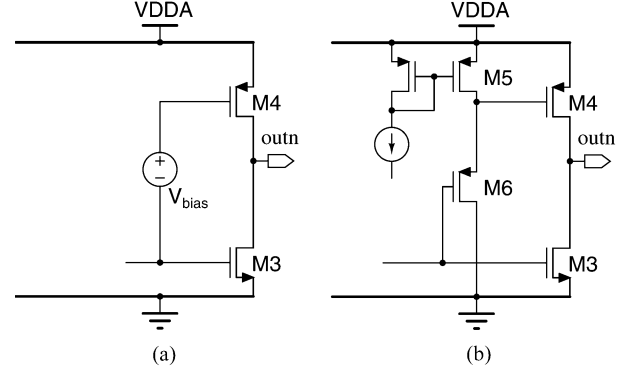 VDDA
M4
outn
+
−
Vbias
M3
(a)
VDDA
M5
M4
outn
M6
M3
(b)